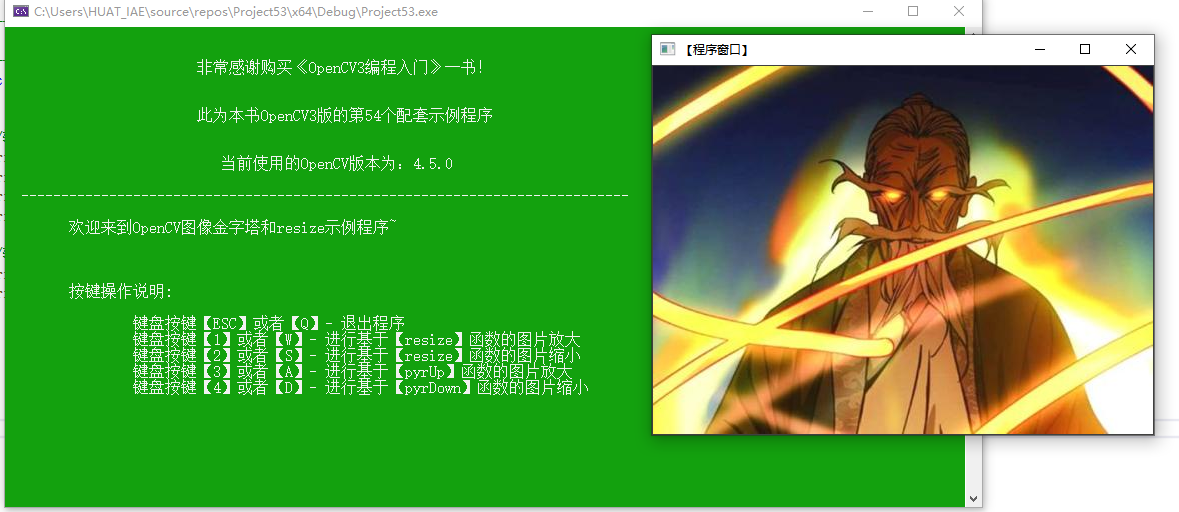 C:\Users\HUAT_IAE\source\repos\Project53\x64\Debug\Project53.exe
非常感谢购买《OpenCV3编程入门》一书!
此为本书OpenCV3版的第54个配套示例程序
当前使用的OpenCV版本为: 4.5.0
----------------------------------------------------------------------------
欢迎来到OpenCV图像金字塔和resize示例程序~
按键操作说明:
键盘按键【ESC】或者【Q】- 退出程序
键盘按键【1】或者【W】- 进行基于【resize】函数的图片放大
键盘按键【2】或者【S】- 进行基于【resize】函数的图片缩小
键盘按键【3】或者【A】- 进行基于【pyrUp】函数的图片放大
键盘按键【4】或者【D】- 进行基于【pyrDown】函数的图片缩小
【程序窗口】